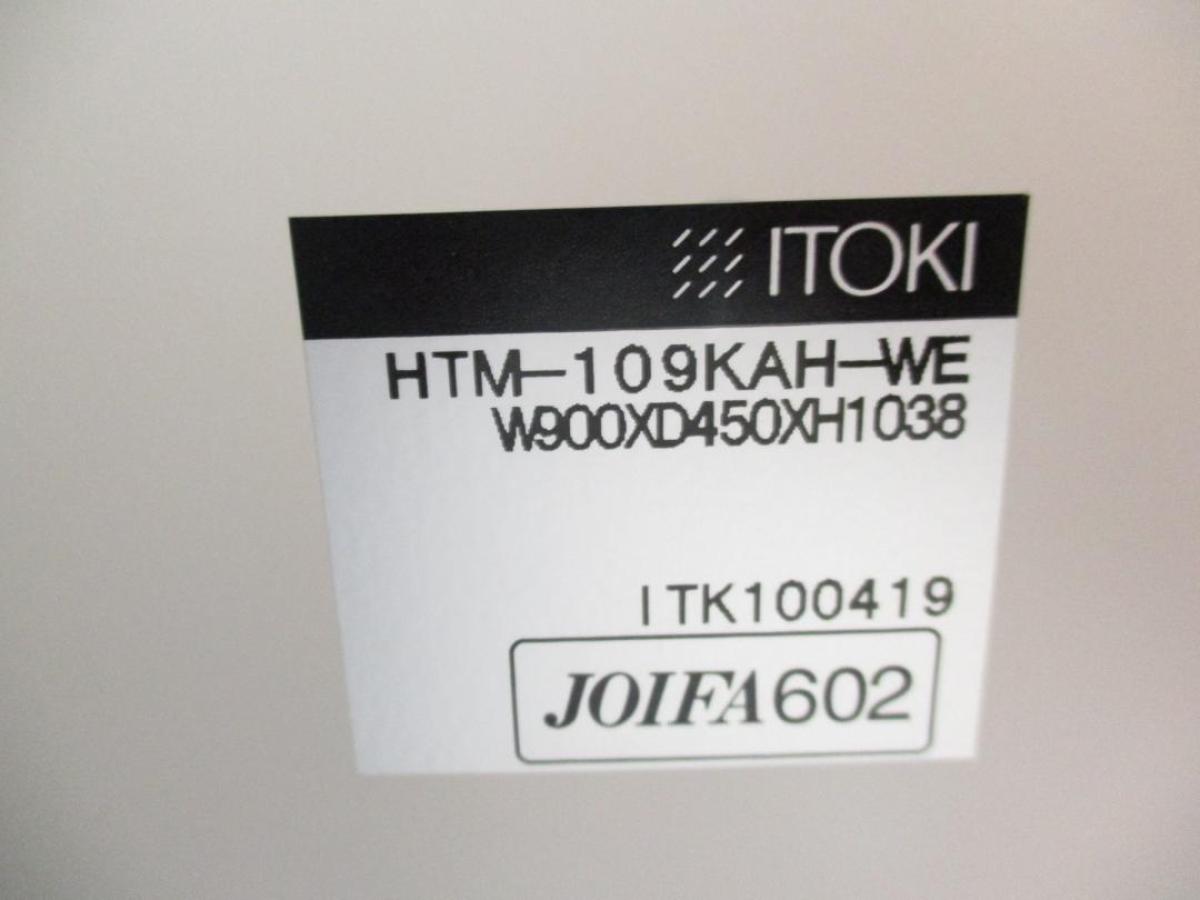 ITOKI
HTM-109KAH-WE
W900XD450XH1038
ITK100419
JOIFA602